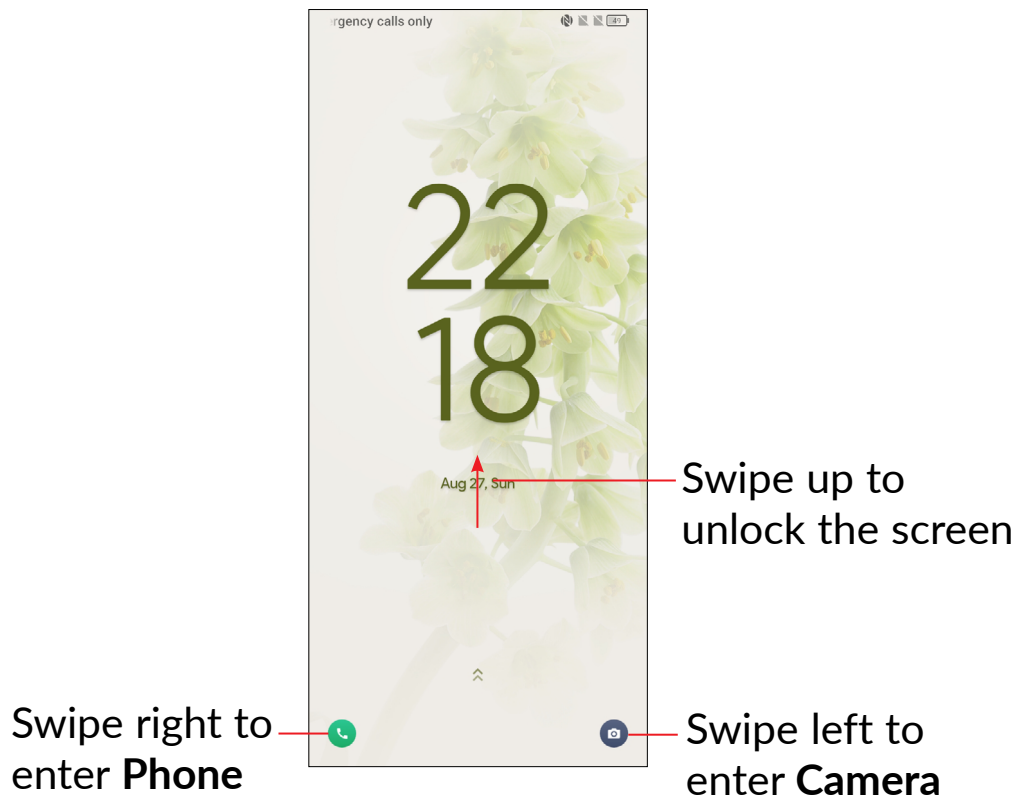 rgency calls only
49
22
18
Aug 27, Sun
Swipe up to
unlock the screen
Swipe right to
enter Phone
Swipe left to
enter Camera